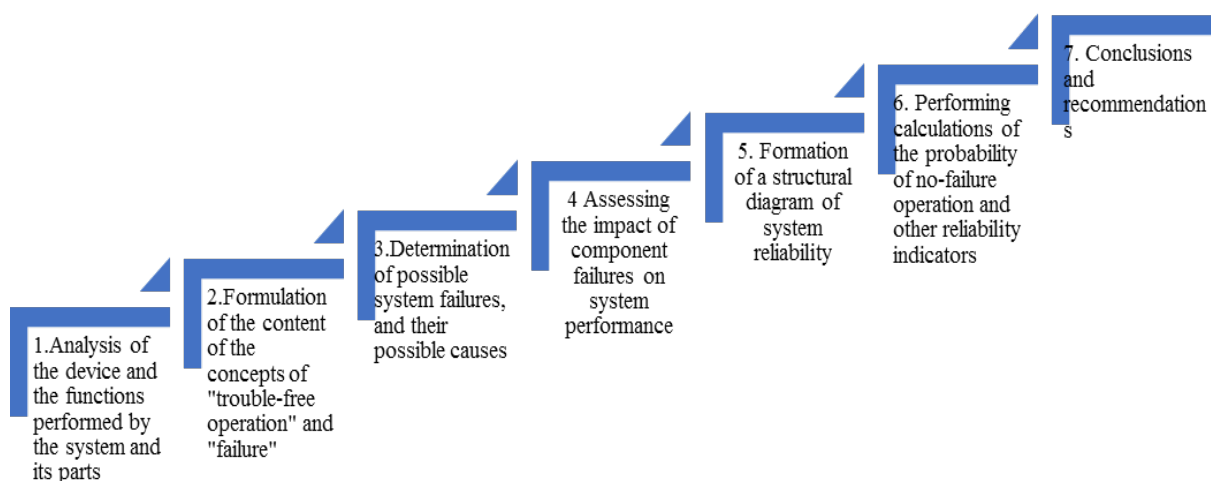 1.Analysis of
the device and
the functions
performed by
the system and
its parts
2.Formulation
of the content
of the
concepts of
"trouble-free
operation" and
"failure"
3.Determination
of possible
system failures,
and their
possible causes
4 Assessing
the impact of
component
failures on
system
performance
5. Formation
of a structural
diagram of
system
reliability
6. Performing
calculations of
the probability
of no-failure
operation and
other reliability
indicators
7. Conclusions
and
recommendation
s